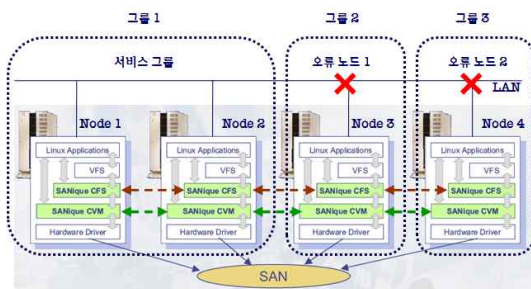 그룹 1 그룹 2 그룹 3
서비스 그룹 오류 노드 1 오류 노드 2
LAN
Node 1 Node 2 Node 3 Node 4
Linux Applications Linux Applications Linux Applications Linux Applications
VFS VFS VFS VFS
SANique CFS SANique CFS SANique CFS SANique CFS
SANique CVM SANique CVM SANique CVM SANique CVM
Hardware Driver Hardware Driver Hardware Driver Hardware Driver
SAN